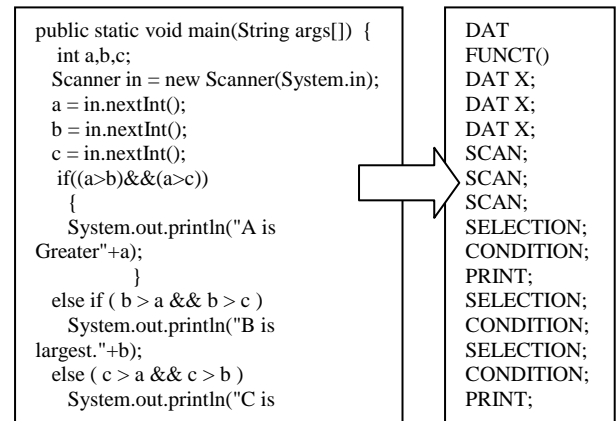 public static void main(String args[]) {
int a,b,c;
Scanner in = new Scanner(System.in);
a = in.nextInt();
b = in.nextInt();
c = in.nextInt();
if((a>b)&&(a>c))
{
System.out.println("A is
Greater"+a);
}
else if ( b > a && b > c )
System.out.println("B is
largest."+b);
else ( c > a && c > b )
System.out.println("C is
DAT
FUNCT()
DAT X;
DAT X;
DAT X;
SCAN;
SCAN;
SCAN;
SELECTION;
CONDITION;
PRINT;
SELECTION;
CONDITION;
SELECTION;
CONDITION;
PRINT;